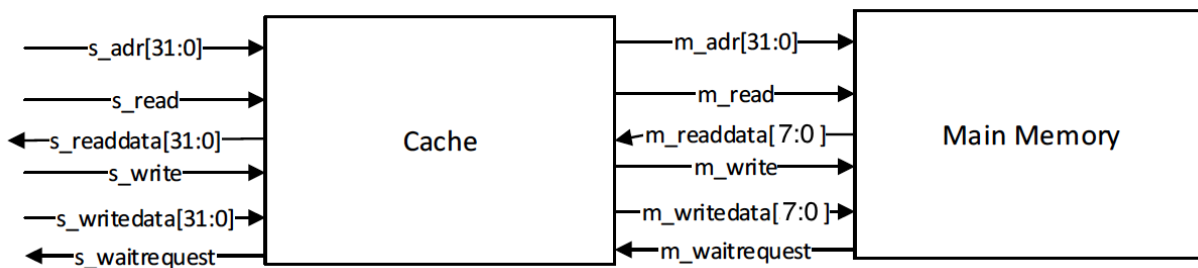 s_adr[31:0]
s_read
s_readdata[31:0]
s_write
s_writedata[31:0]
s_waitrequest
Cache
m_adr[31:0]
m_read
m_readdata[7:0 ]
m_write
m_writedata[7:0 ]
m_waitrequest
Main Memory